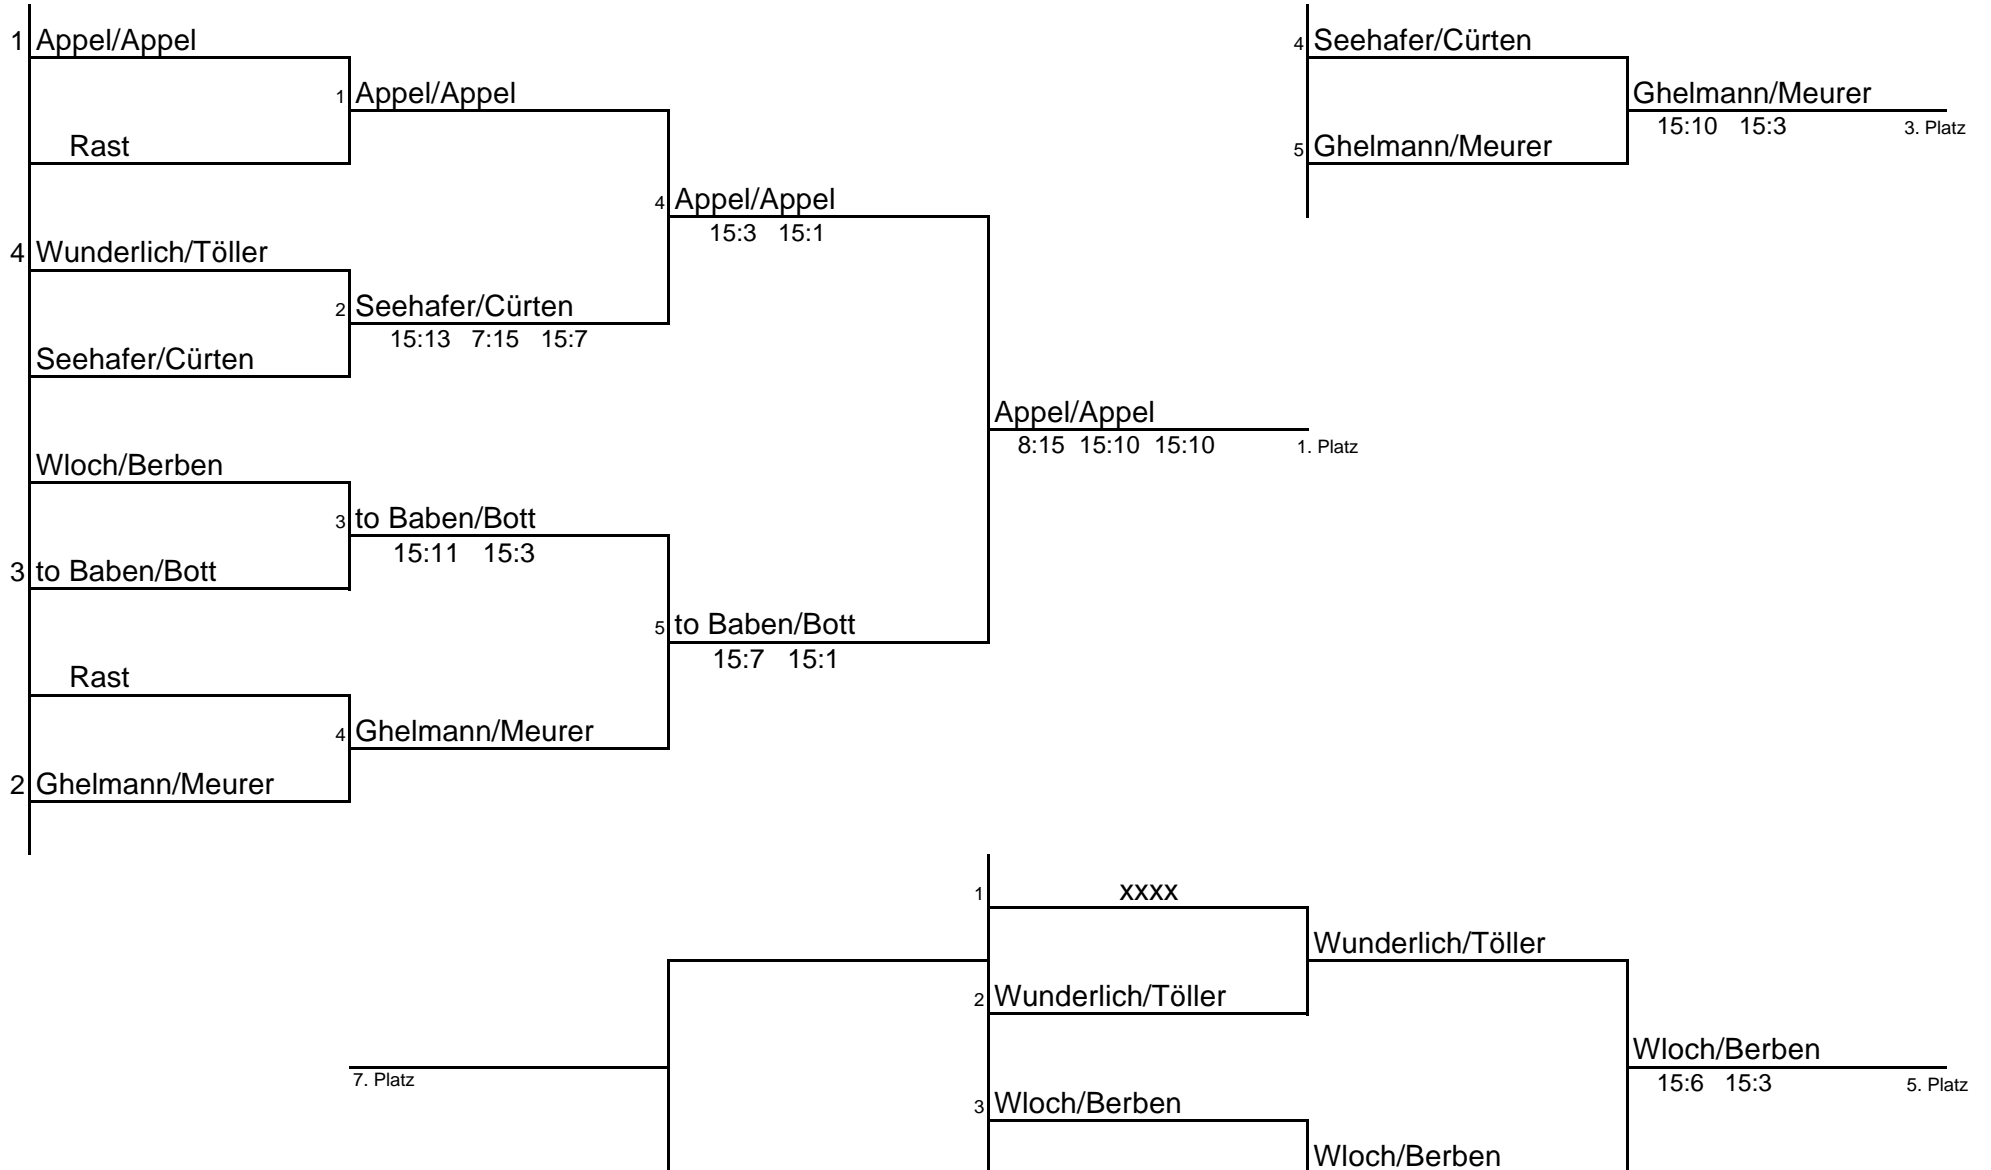 1 Appel/Appel
1 Appel/Appel
Rast
4 Appel/Appel
15:3 15:1
4 Wunderlich/Töller
2 Seehafer/Cürten
15:13 7:15 15:7
Seehafer/Cürten
Appel/Appel
8:15 15:10 15:10 1. Platz
Wloch/Berben
3 to Baben/Bott
15:11 15:3
3 to Baben/Bott
5 to Baben/Bott
15:7 15:1
Rast
4 Ghelmann/Meurer
2 Ghelmann/Meurer
4 Seehafer/Cürten
Ghelmann/Meurer
15:10 15:3 3. Platz
5 Ghelmann/Meurer
1 xxxx
Wunderlich/Töller
2 Wunderlich/Töller
Wloch/Berben
15:6 15:3 5. Platz
7. Platz
3 Wloch/Berben
Wloch/Berben